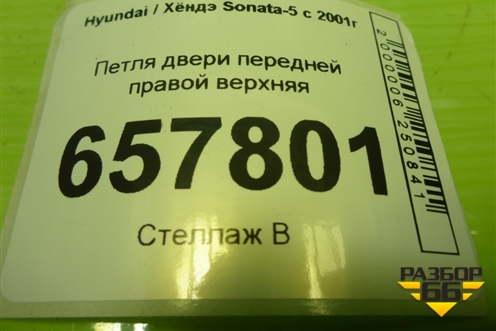 Hyundai / Хёндэ Sonata-5 с 2001г
Петля двери передней
правой верхняя
657801
Стеллаж В
2000006250841
РАЗБОР
66